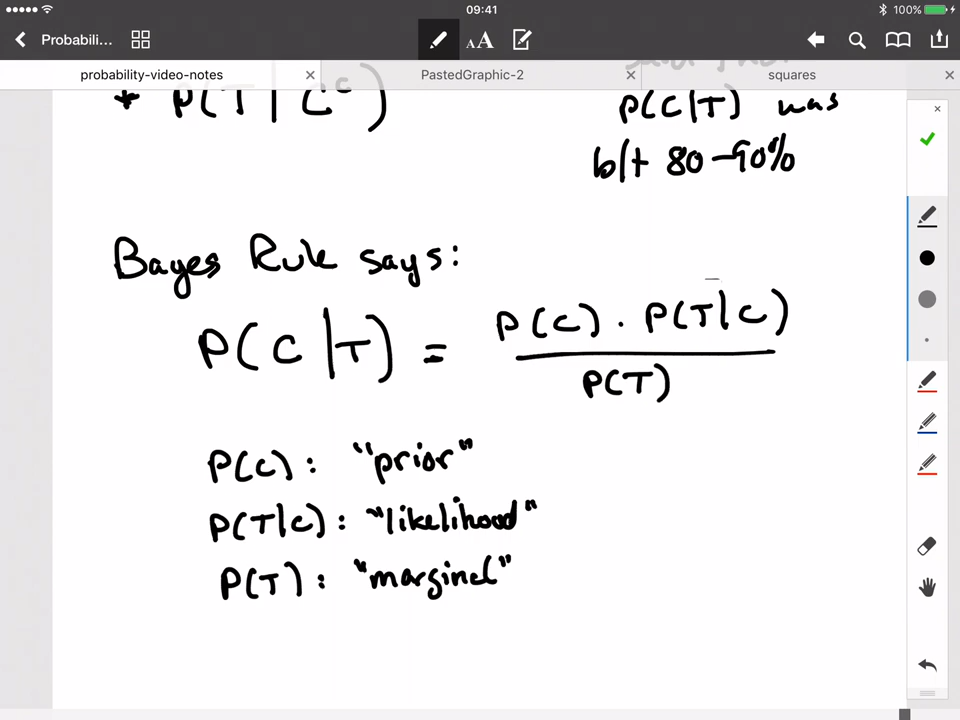 09:41
100%
Probabili...
AA
probability-video-notes
PastedGraphic-2
squares
* P(T|C^c)
P(C|T) was
b/t 80-90%
Bayes Rule says:
P(C|T) = P(C) · P(T|C)
P(T)
P(C): "prior"
P(T|C): "likelihood"
P(T): "marginal"